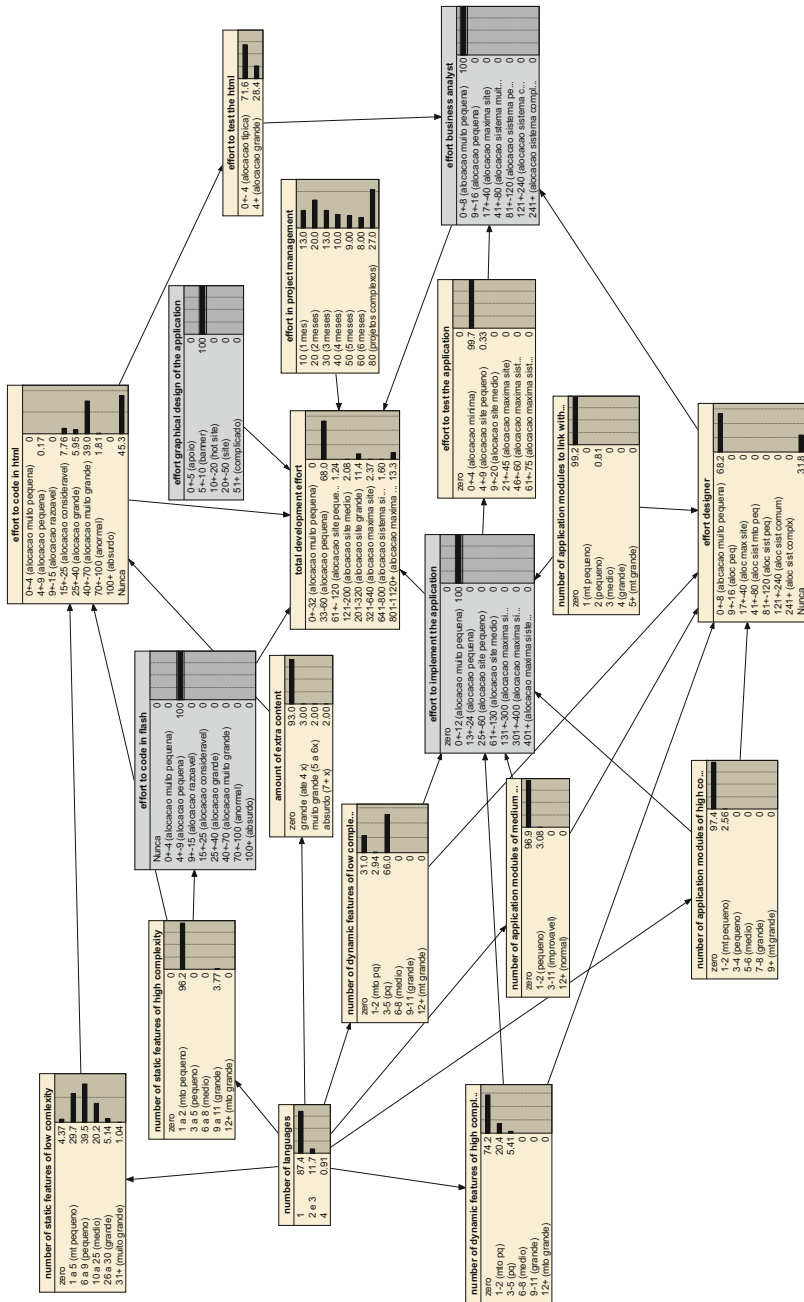 number of static features of low comlexity
zero 4.37
1 a 5 (mt pequeno) 29.7
6 a 9 (pequeno) 39.5
10 a 25 (medio) 20.2
26 a 30 (grande) 5.14
31+ (muito grande) 1.04
number of languages
1 87.4
2 e 3 11.7
4 0.91
number of dynamic features of high compl...
zero 74.2
1-2 (mto pq) 20.4
3-5 (pq) 5.41
6-8 (medio) 0
9-11 (grande) 0
12+ (mto grande) 0
number of static features of high complexity
zero 0
1 a 2 (mto pequeno) 96.2
3 a 5 (pequeno) 0
6 a 8 (medio) 0
9 a 11 (grande) 3.77
12+ (mto grande) 0
effort to code in html
0+-4 (alocacao muito pequena) 0
4+-9 (alocacao pequena) 0.17
9+-15 (alocacao razoavel) 0
15+-25 (alocacao consideravel) 7.76
25+-40 (alocacao grande) 5.95
40+-70 (alocacao muito grande) 39.0
70+-100 (anormal) 1.81
100+ (absurdo) 0
Nunca 45.3
effort to code in flash
Nunca 0
0+-4 (alocacao muito pequena) 0
4+-9 (alocacao pequena) 100
9+-15 (alocacao razoavel) 0
15+-25 (alocacao consideravel) 0
25+-40 (alocacao grande) 0
40+-70 (alocacao muito grande) 0
70+-100 (anormal) 0
100+ (absurdo) 0
amount of extra content
zero 93.0
grande (ate 4 x) 3.00
muito grande (5 a 6x) 2.00
absurdo (7+ x) 2.00
number of dynamic features of low comple...
zero 31.0
1-2 (mto pq) 2.94
3-5 (pq) 66.0
6-8 (medio) 0
9-11 (grande) 0
12+ (mt grande) 0
number of application modules of medium ...
zero 96.9
1-2 (pequeno) 3.08
3-11 (improvavel) 0
12+ (normal) 0
number of application modules of high co...
zero 97.4
1-2 (mt pequeno) 2.56
3-4 (pequeno) 0
5-6 (medio) 0
7-8 (grande) 0
9+ (mt grande) 0
effort to test the html
0+- 4 (alocacao tipica) 71.6
4+ (alocacao grande) 28.4
effort graphical design of the application
0+-5 (apoio) 0
5+-10 (banner) 100
10+-20 (hot site) 0
20+-50 (site) 0
51+ (complicado) 0
effort in project management
10 (1 mes) 13.0
20 (2 meses) 20.0
30 (3 meses) 13.0
40 (4 meses) 10.0
50 (5 meses) 9.00
60 (6 meses) 8.00
80 (projetos complexos) 27.0
total development effort
0+-32 (alocacao muito pequena) 0
33-60 (alocacao pequena) 68.0
61+- 120 (alocacao site peque... 1.24
121-200 (abcacao site medio) 2.08
201-320 (abcacao site grande) 11.4
321-640 (abcacao maxima site) 2.37
641-800 (abcacao sistema si... 1.60
801-1120+ (abcacao maxima ... 13.3
effort to implement the application
zero 0
0+-12 (alocacao muito pequena) 100
13+-24 (alocacao pequena) 0
25+-60 (alocacao site pequeno) 0
61+-130 (alocacao site medio) 0
131+-300 (alocacao maxima si... 0
301+-400 (alocacao maxima si... 0
401+ (alocacao maxima siste... 0
effort to test the application
zero 0
0+-4 (alocacao minima) 99.7
4+-9 (alocacao site pequeno) 0.33
9+-20 (alocacao site medio) 0
21+-45 (alocacao maxima site) 0
46+-60 (alocacao maxima sist... 0
61+-75 (alocacao maxima sist... 0
number of application modules to link with...
zero 99.2
1 (mt pequeno) 0
2 (pequeno) 0.81
3 (medio) 0
4 (grande) 0
5+ (mt grande) 0
effort business analyst
0+-8 (alocacao muito pequena) 100
9+-16 (alocacao pequena) 0
17+-40 (alocacao maxima site) 0
41+-80 (alocacao sistema muit... 0
81+-120 (alocacao sistema pe... 0
121+-240 (alocacao sistema c... 0
241+ (alocacao sistema compl... 0
effort designer
0+-8 (alocacao muito pequena) 68.2
9+-16 (aloc peq) 0
17+-40 (aloc max site) 0
41+-80 (aloc sist mto peq) 0
81+-120 (aloc sist peq) 0
121+-240 (aloc sist comum) 0
241+ (aloc sist complx) 0
Nunca 31.8